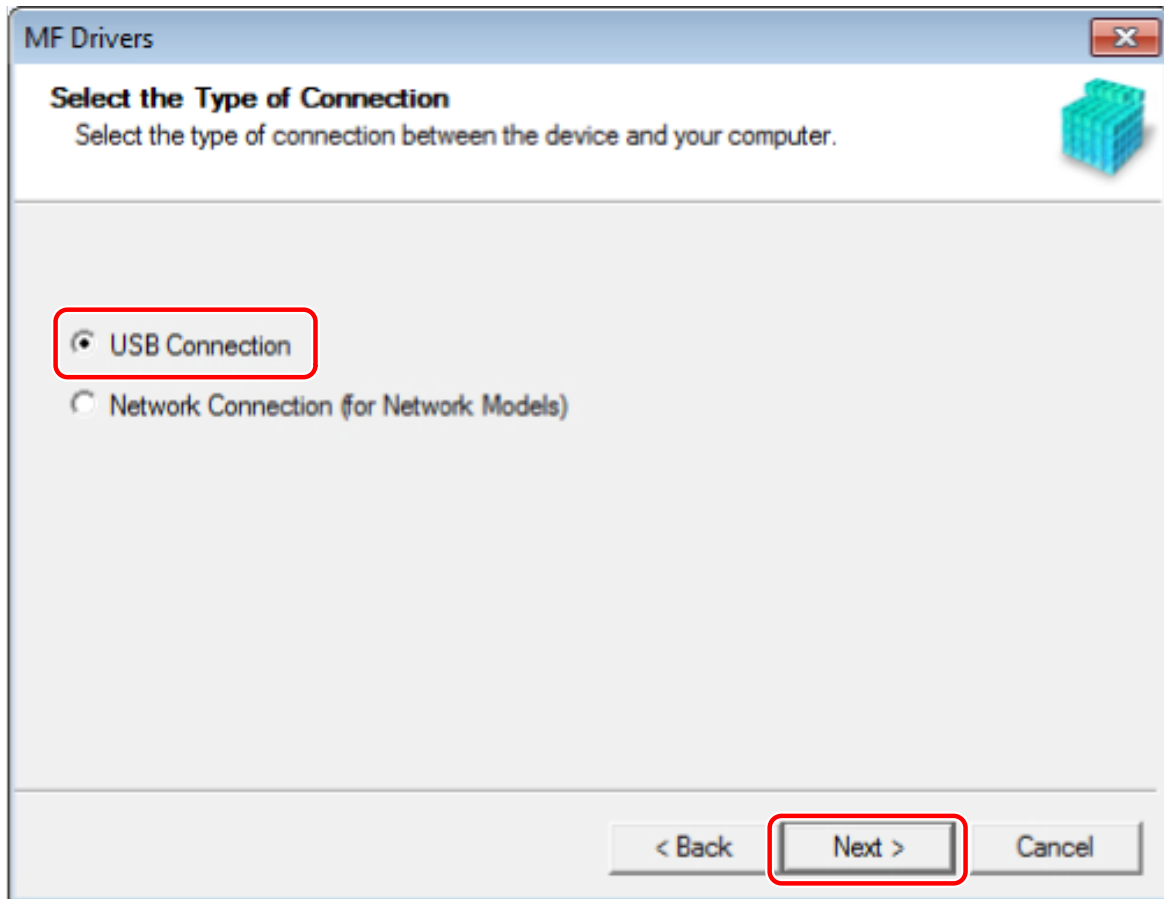 MF Drivers
Select the Type of Connection
Select the type of connection between the device and your computer.
USB Connection
Network Connection (for Network Models)
< Back Next > Cancel